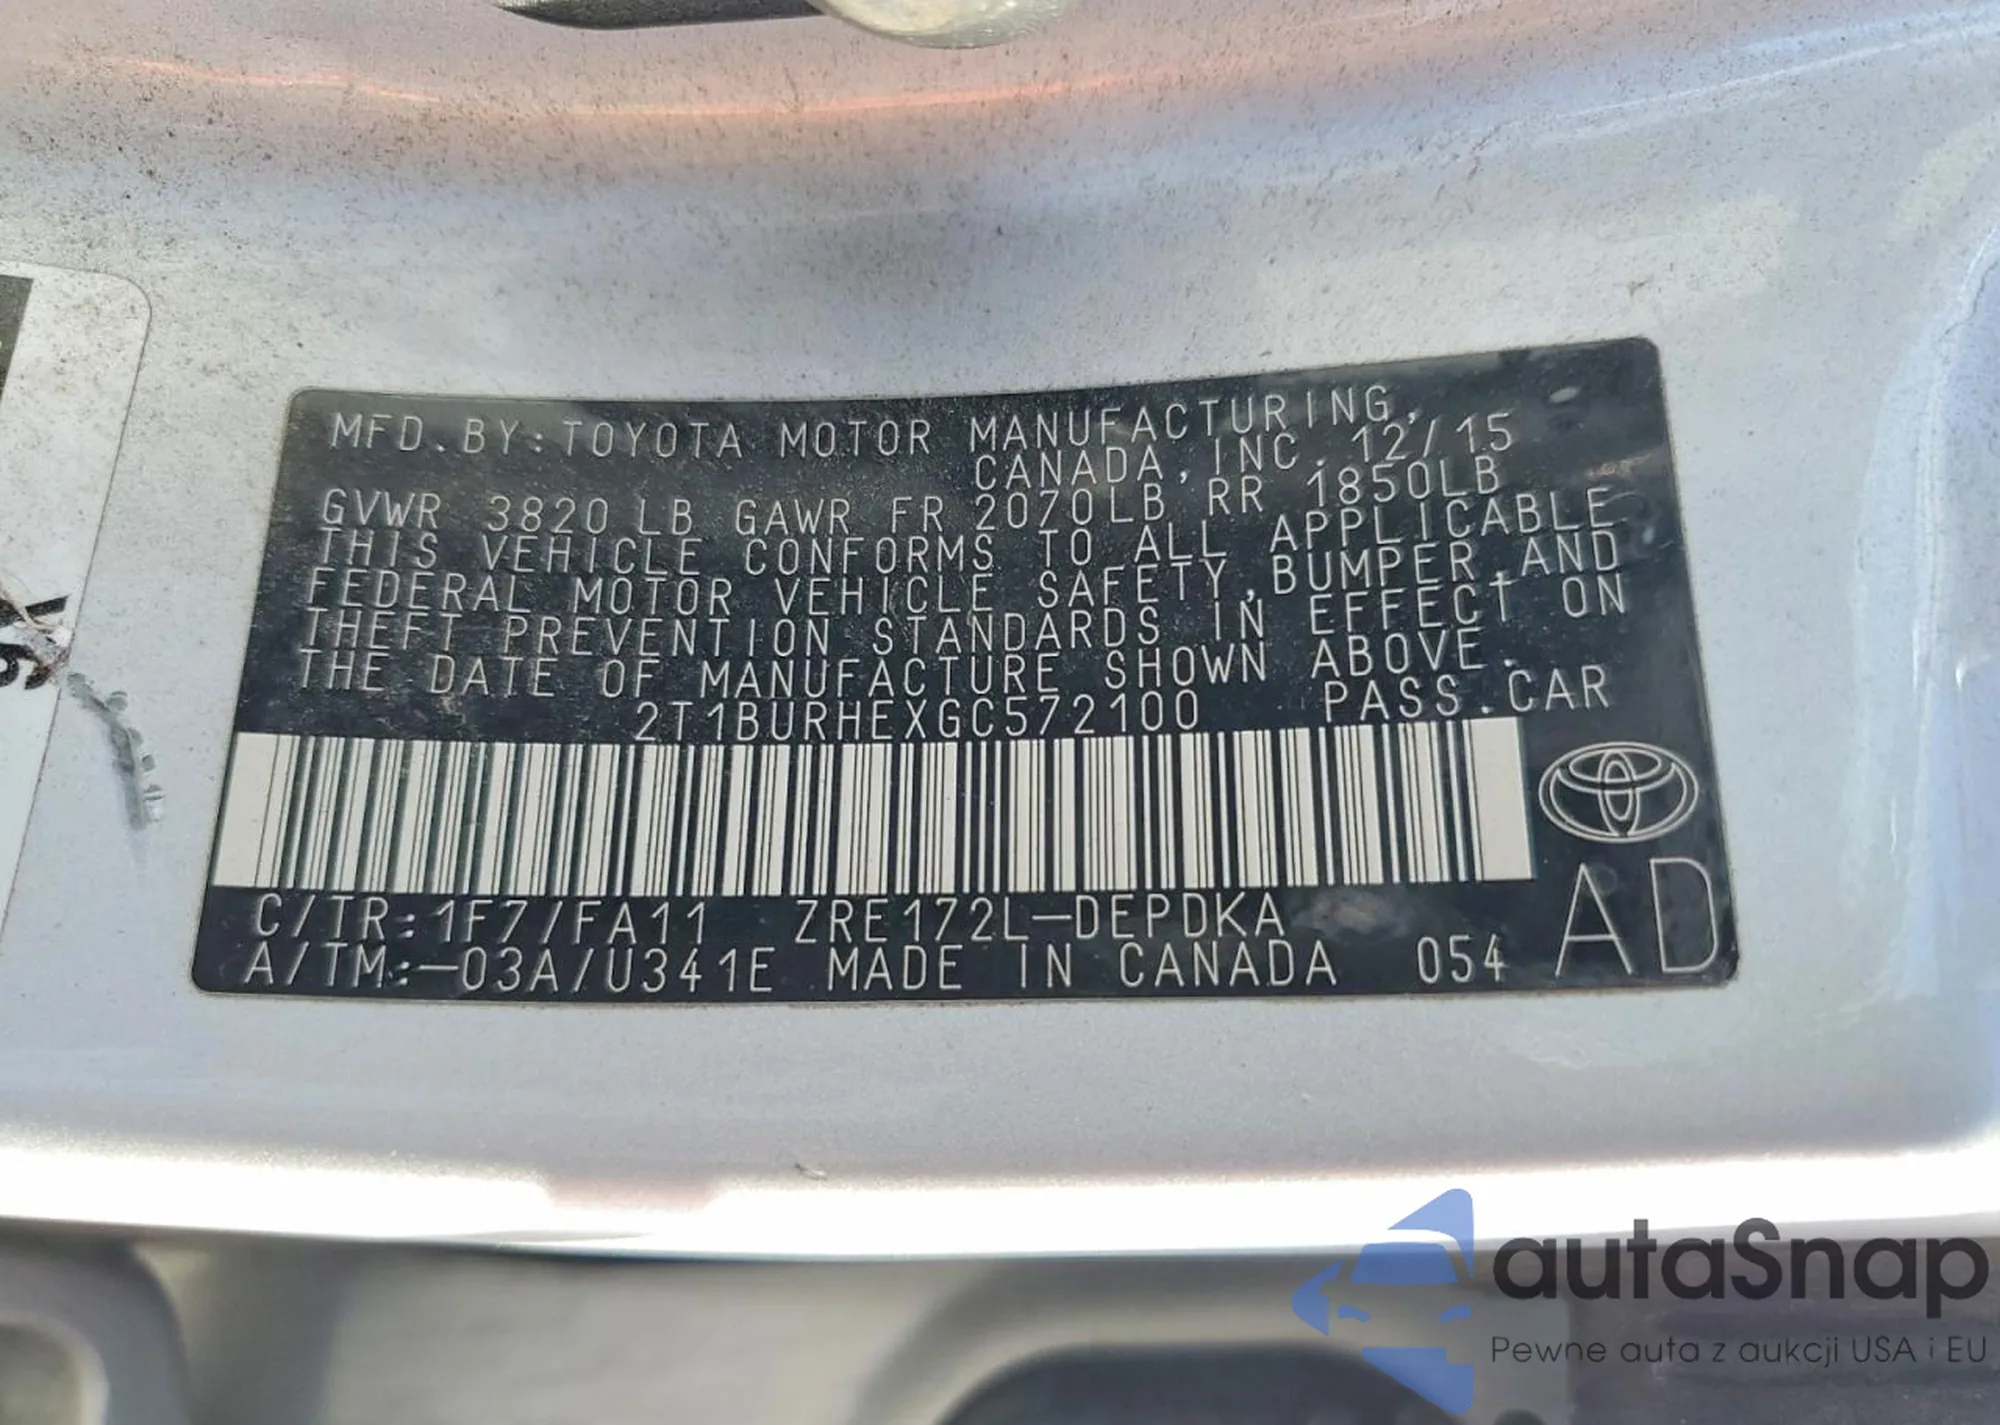 MFD.BY:TOYOTA MOTOR MANUFACTURING,
CANADA,INC. 12/15
GVWR 3820 LB GAWR FR 2070LB RR 1850LB
THIS VEHICLE CONFORMS TO ALL APPLICABLE
FEDERAL MOTOR VEHICLE SAFETY,BUMPER,AND
THEFT PREVENTION STANDARDS IN EFFECT ON
THE DATE OF MANUFACTURE SHOWN ABOVE.
2T1BURHEXGC572100 PASS.CAR
C/TR:1F7/FA11 ZRE172L-DEPDKA
A/TM:-03A/U341E MADE IN CANADA 054 AD
autaSnap
Pewne auta z aukcji USA i EU